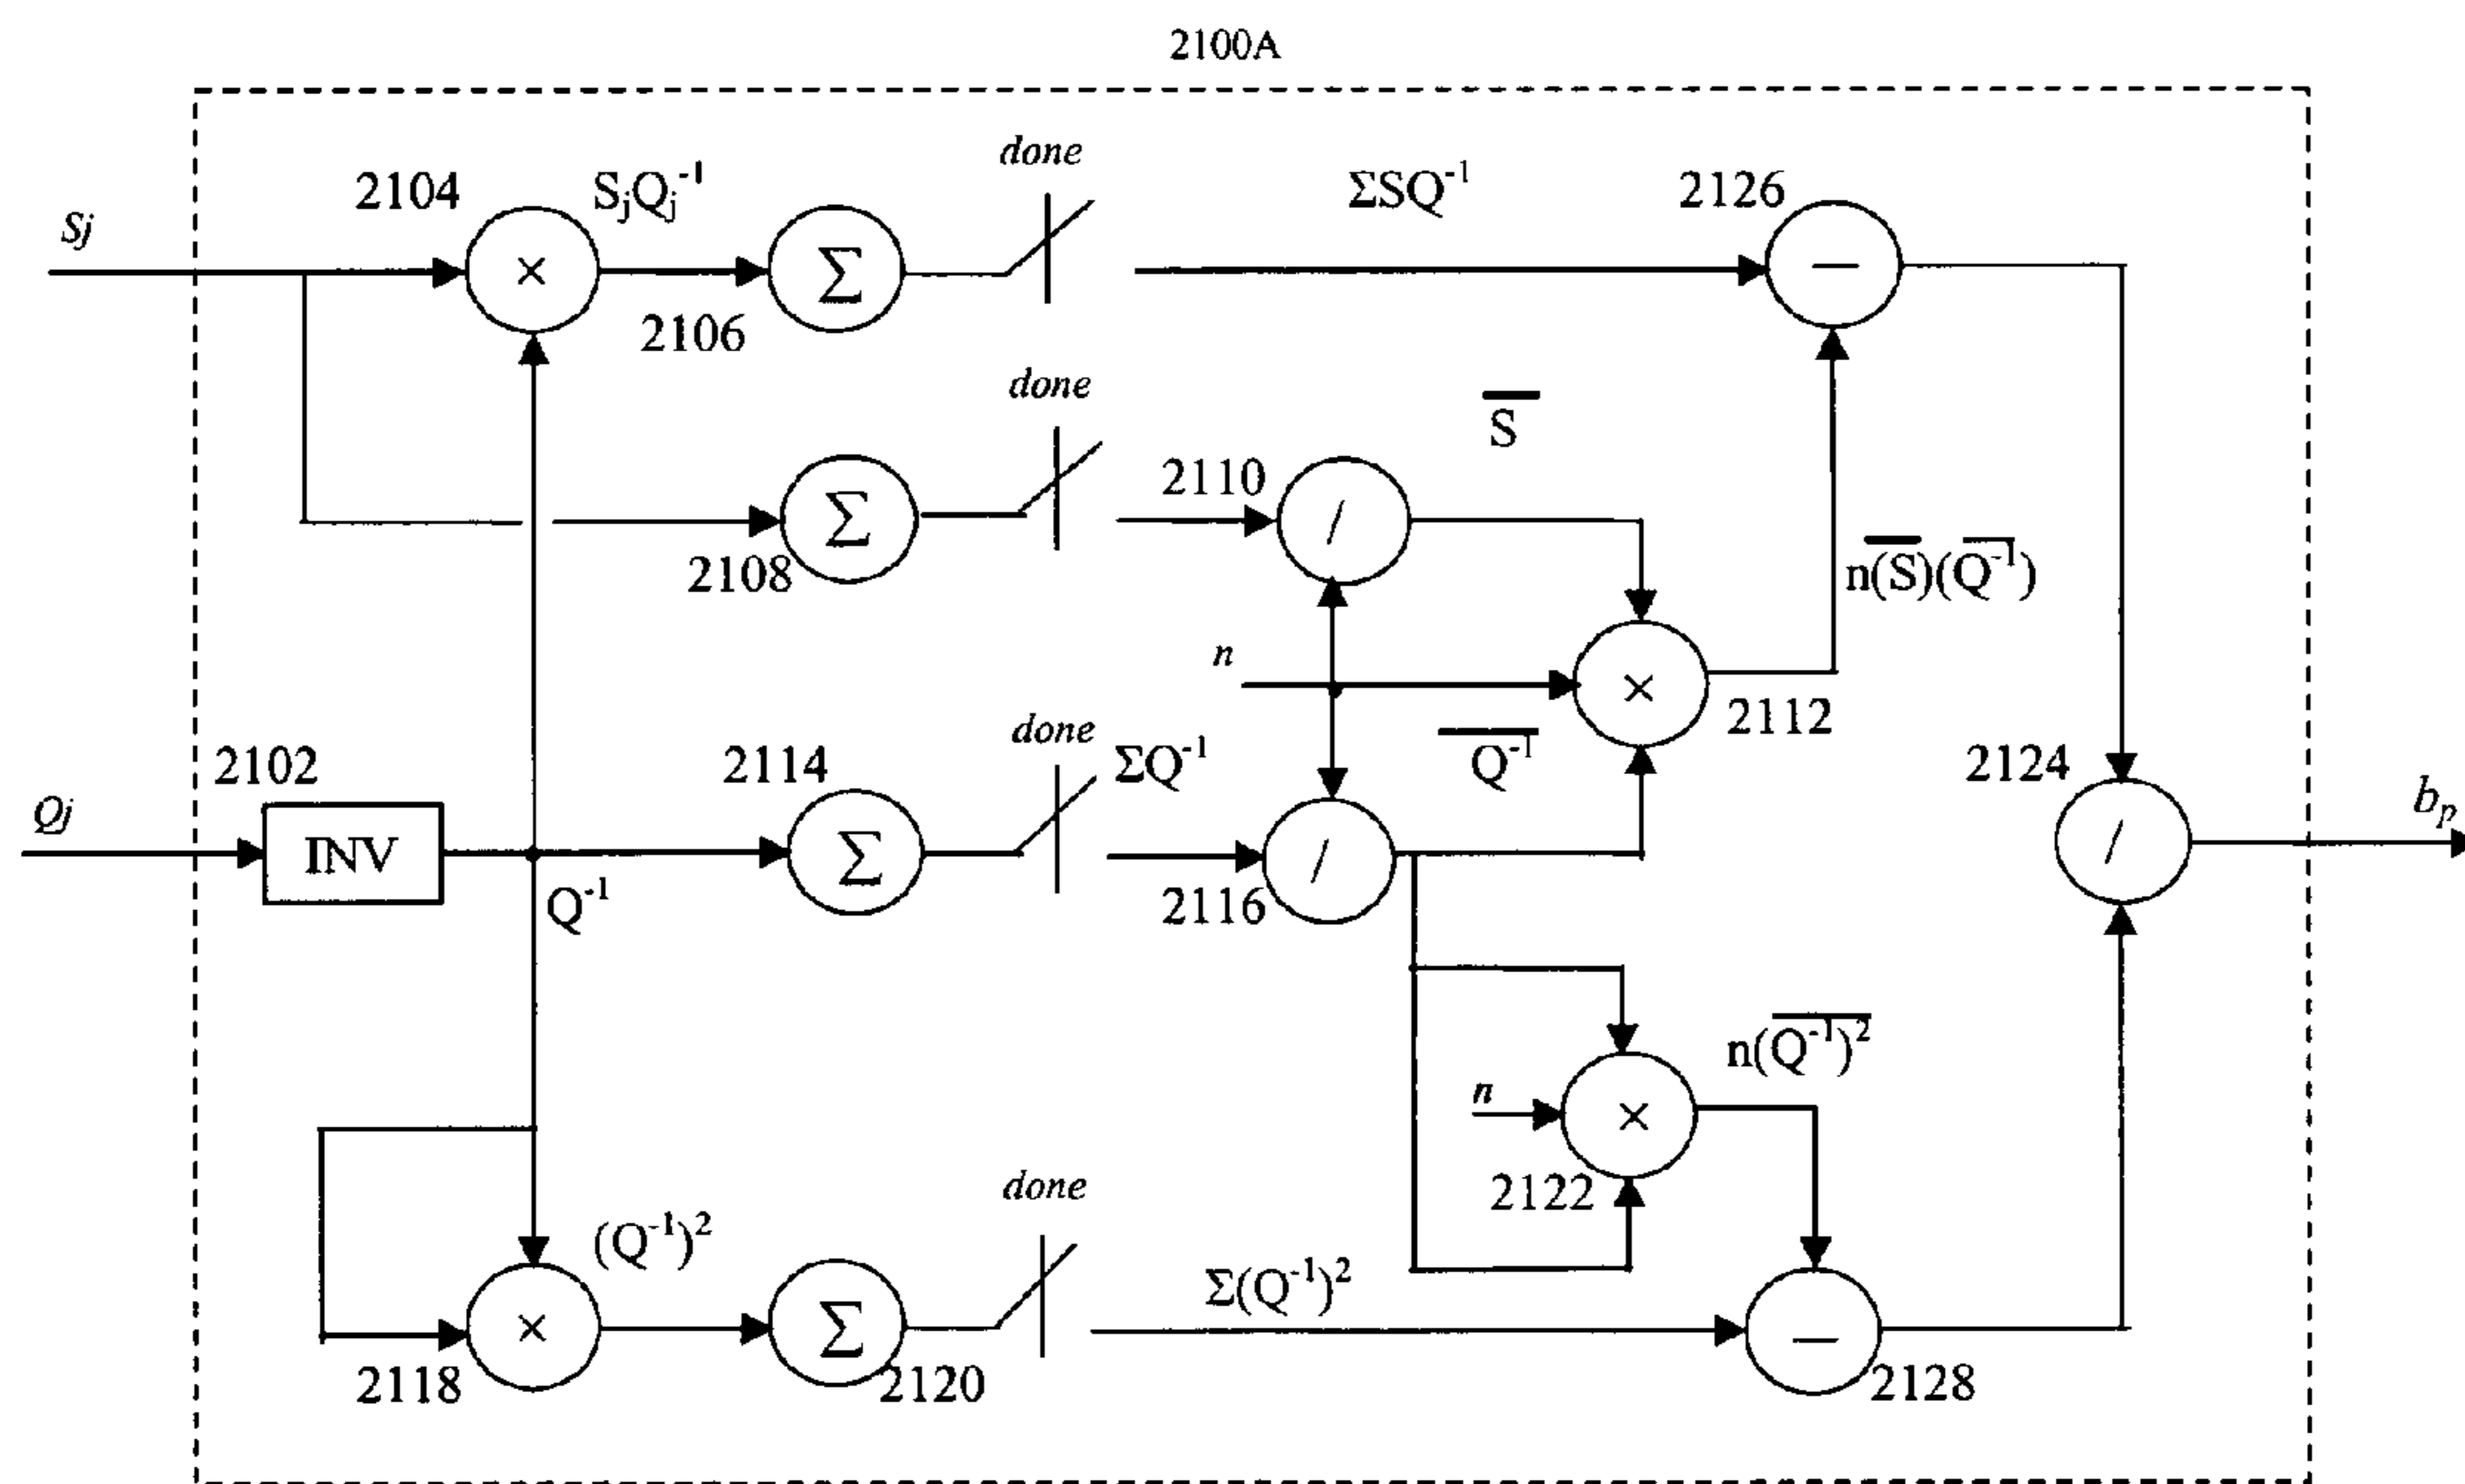 2100A
done
2104 SⱼQⱼ⁻¹ ΣSQ⁻¹ 2126
Sj
× Σ −
2106
done
S̅
2110
Σ /
2108 n(S̅)(Q̅⁻̅¹̅)
n
×
2112
done
2102 2114 ΣQ⁻¹ Q̅⁻̅¹̅ 2124
Qj bₚ
INV Σ / /
Q⁻¹ 2116
n(Q̅⁻̅¹̅)̅²̅
n
×
done
2122
(Q⁻¹)² Σ(Q⁻¹)²
× Σ −
2118 2120 2128